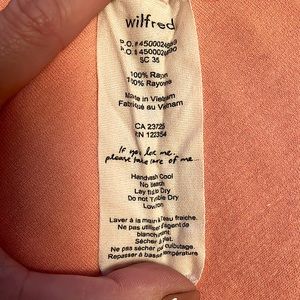 wilfred
SC 35
100% Rayon
100% Rayonne
Made in Vietnam
Fabriqué au Vietnam
CA 23725
RN 122354
If you love me,
please take care of me...
Handwash Cool
No bleach
Lay flat to Dry
Do not Tumble Dry
Low Iron
Laver à la main à l'eau fraiche.
Ne pas utiliser d'agent de
blanchiment.
Sécher à plat.
Ne pas sécher par culbutage.
Repasser à basse température